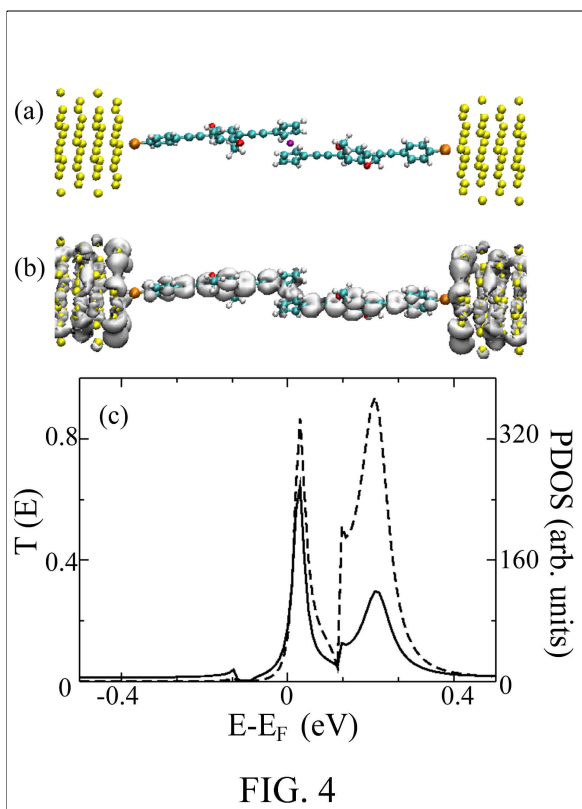 (a)
(b)
(c)
0.8
0.4
0
T (E)
320
160
0
PDOS (arb. units)
-0.4
0
0.4
E-E_F (eV)
FIG. 4